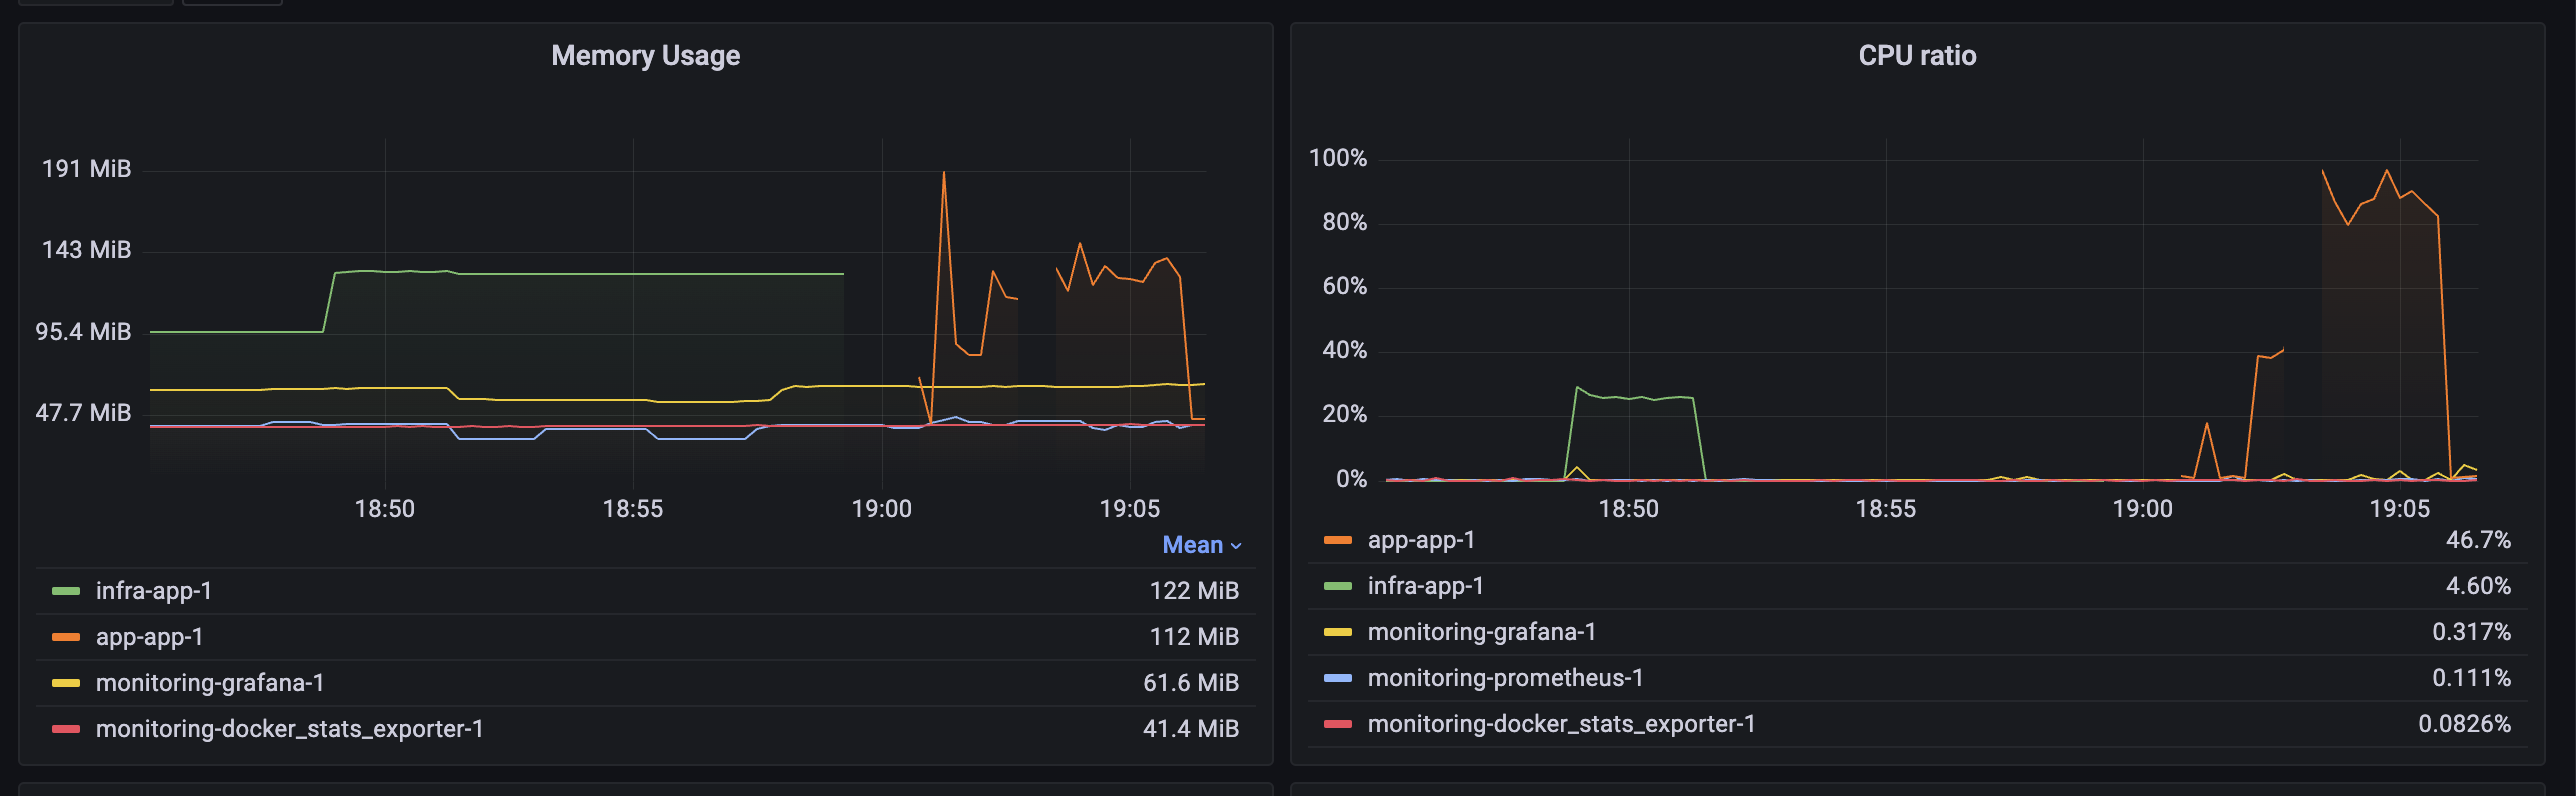 Memory Usage
191 MiB
143 MiB
95.4 MiB
47.7 MiB
18:50 18:55 19:00 19:05
Mean
infra-app-1 122 MiB
app-app-1 112 MiB
monitoring-grafana-1 61.6 MiB
monitoring-docker_stats_exporter-1 41.4 MiB
CPU ratio
100%
80%
60%
40%
20%
0%
18:50 18:55 19:00 19:05
app-app-1 46.7%
infra-app-1 4.60%
monitoring-grafana-1 0.317%
monitoring-prometheus-1 0.111%
monitoring-docker_stats_exporter-1 0.0826%